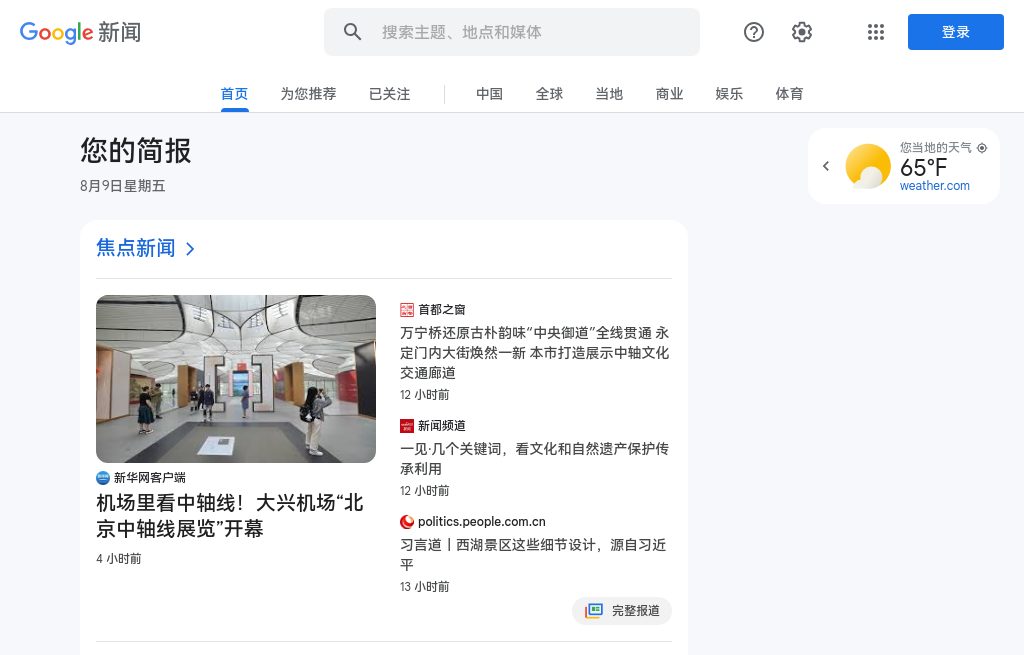 Google 新闻
搜索主题、地点和媒体
登录
首页
为您推荐
已关注
中国
全球
当地
商业
娱乐
体育
您的简报
8月9日星期五
您当地的天气
65°F
weather.com
焦点新闻
新华网客户端
机场里看中轴线！大兴机场“北
京中轴线展览”开幕
4 小时前
首都之窗
万宁桥还原古朴韵味“中央御道”全线贯通 永
定门内大街焕然一新 本市打造展示中轴文化
交通廊道
12 小时前
新闻频道
一见·几个关键词，看文化和自然遗产保护传
承利用
12 小时前
politics.people.com.cn
习言道丨西湖景区这些细节设计，源自习近
平
13 小时前
完整报道